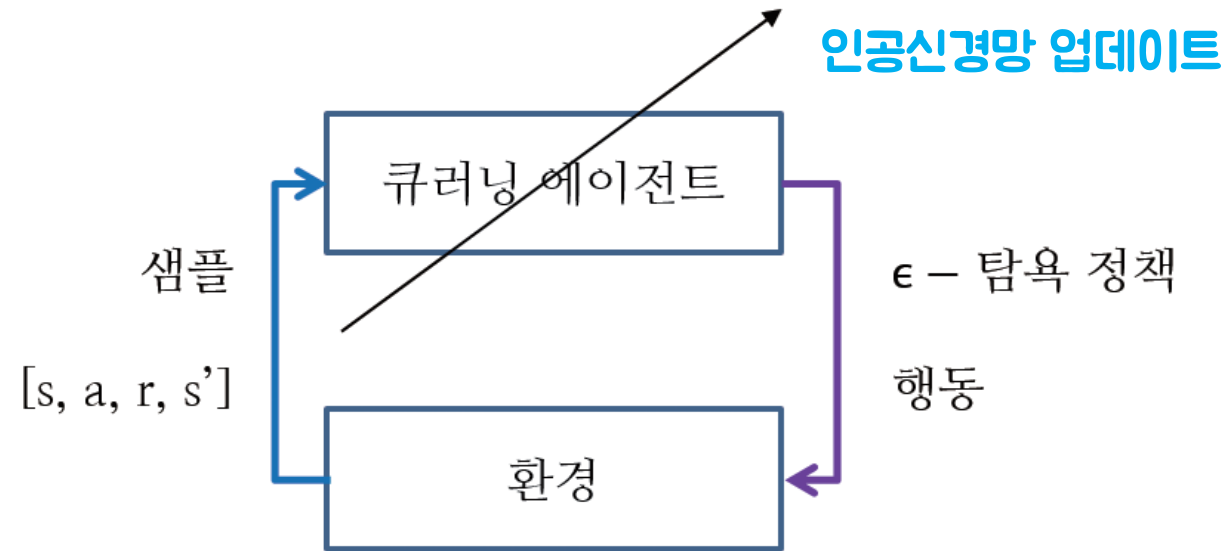 인공신경망 업데이트
큐러닝 에이전트
샘플
[s, a, r, s’]
ϵ – 탐욕 정책
행동
환경